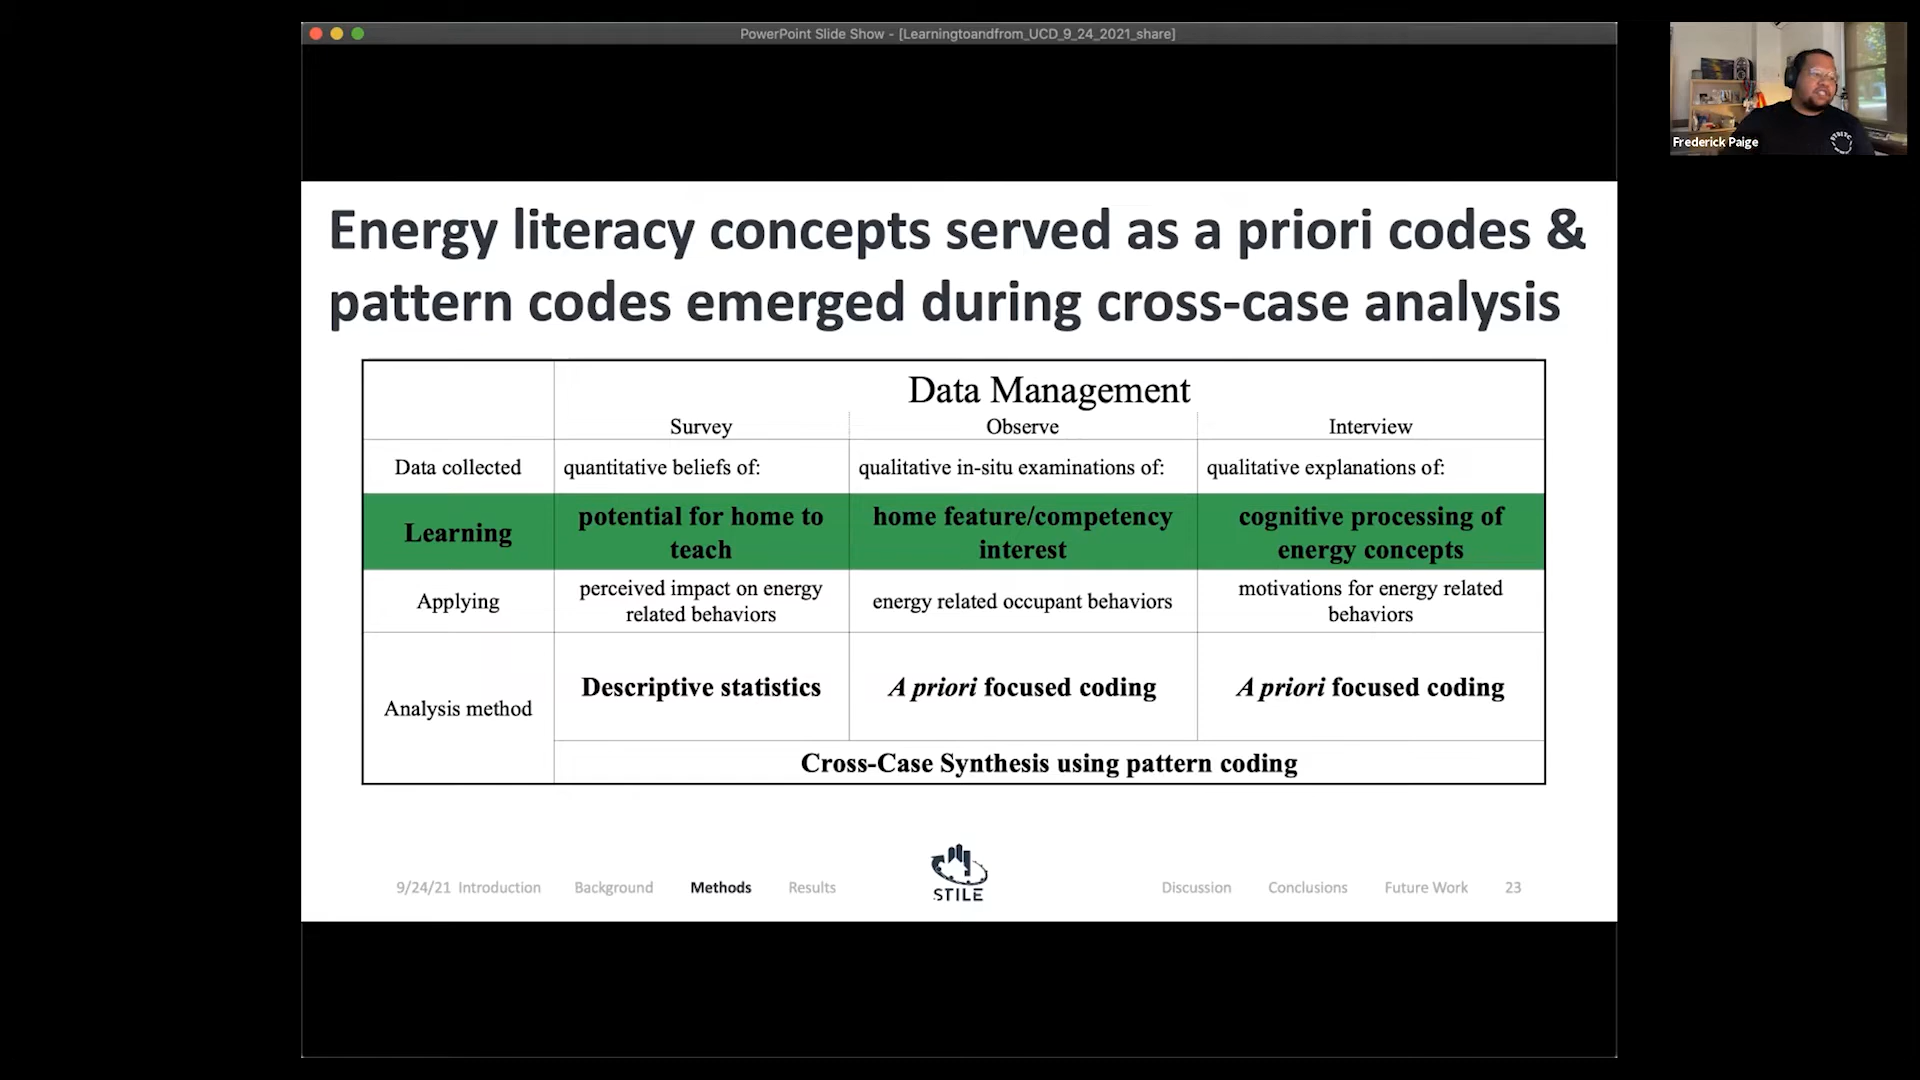 PowerPoint Slide Show - [Learningtoandfrom_UCD_9_24_2021_share]
Frederick Paige
Energy literacy concepts served as a priori codes &
pattern codes emerged during cross-case analysis
Data Management
Survey
Observe
Interview
Data collected
quantitative beliefs of:
qualitative in-situ examinations of:
qualitative explanations of:
Learning
potential for home to
teach
home feature/competency
interest
cognitive processing of
energy concepts
Applying
perceived impact on energy
related behaviors
energy related occupant behaviors
motivations for energy related
behaviors
Analysis method
Descriptive statistics
A priori focused coding
A priori focused coding
Cross-Case Synthesis using pattern coding
STILE
9/24/21 Introduction Background Methods Results Discussion Conclusions Future Work 23